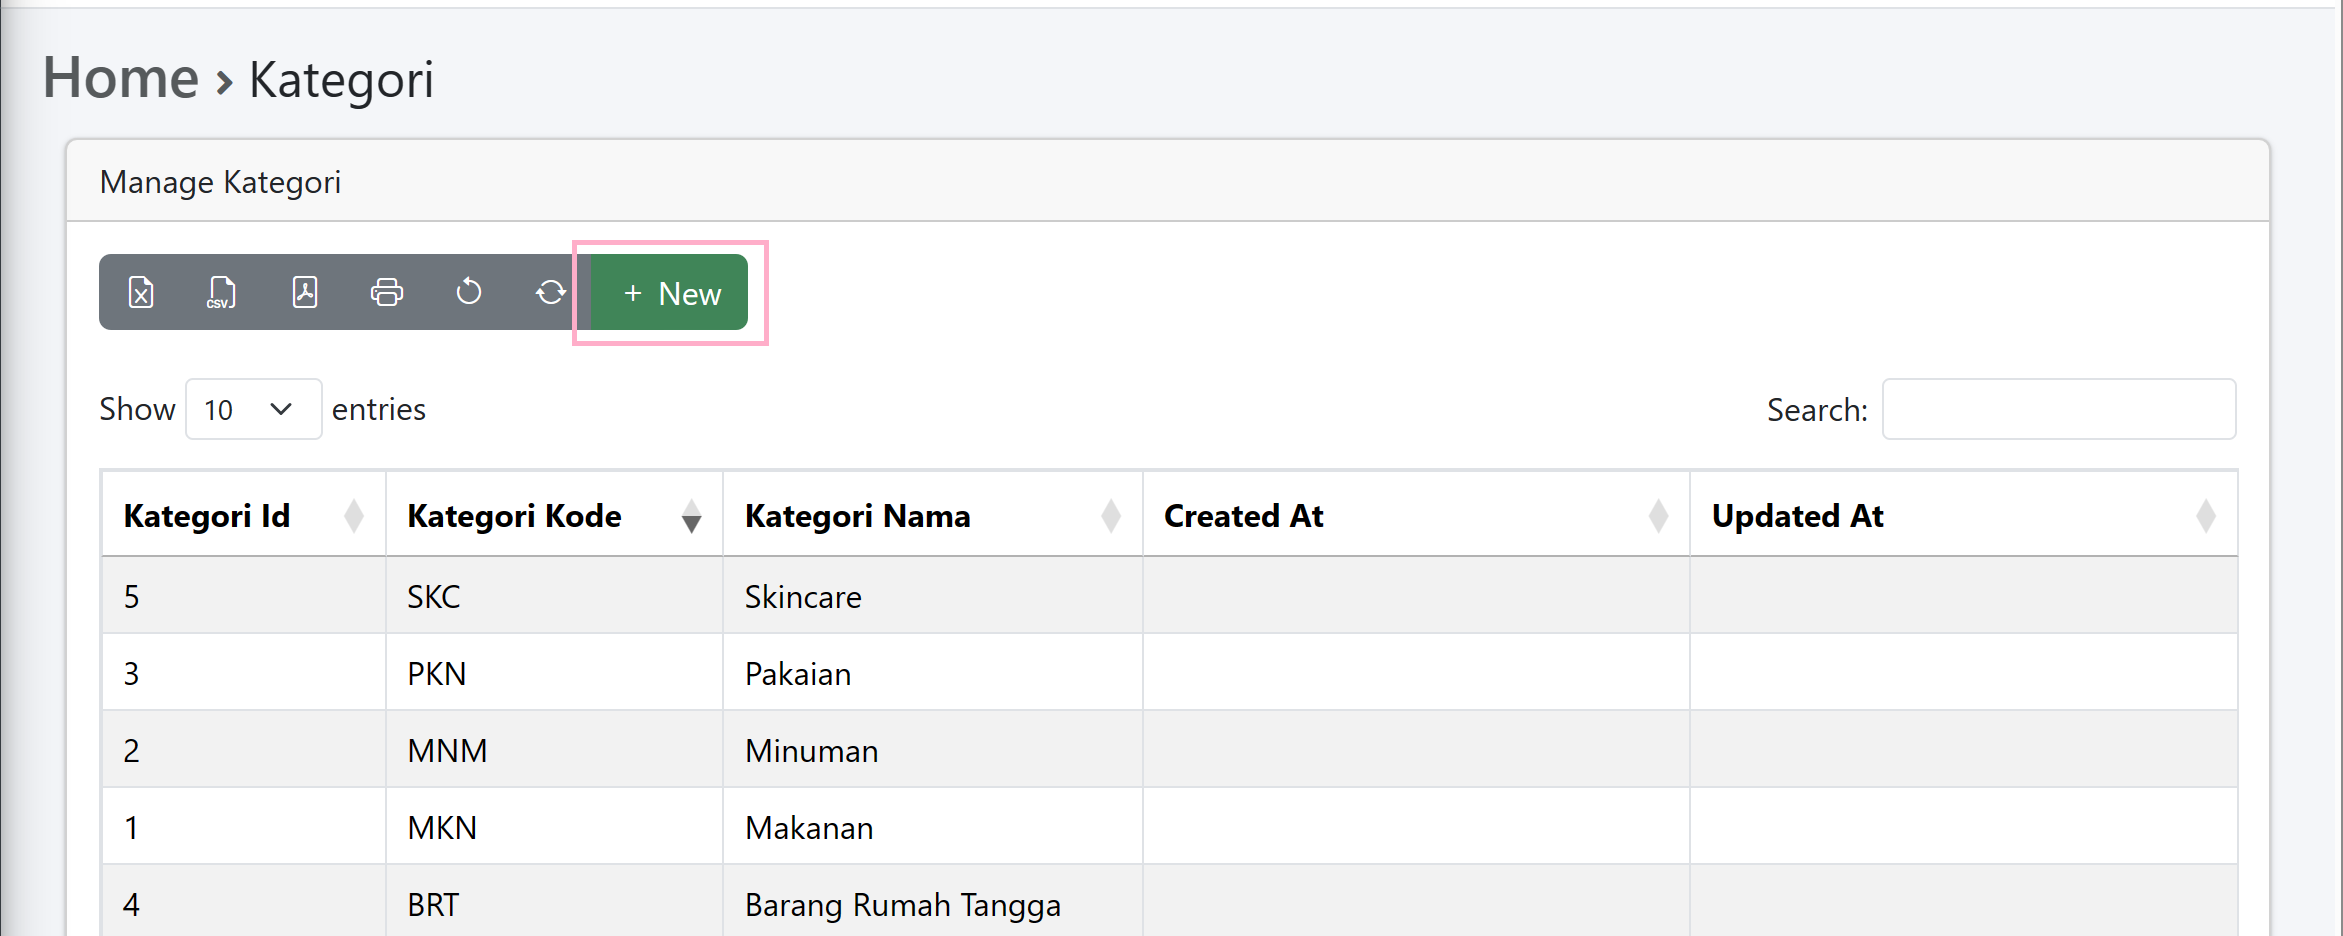 Home › Kategori
Manage Kategori
CSV + New
Show 10 entries Search:
Kategori Id Kategori Kode Kategori Nama Created At Updated At
5 SKC Skincare
3 PKN Pakaian
2 MNM Minuman
1 MKN Makanan
4 BRT Barang Rumah Tangga